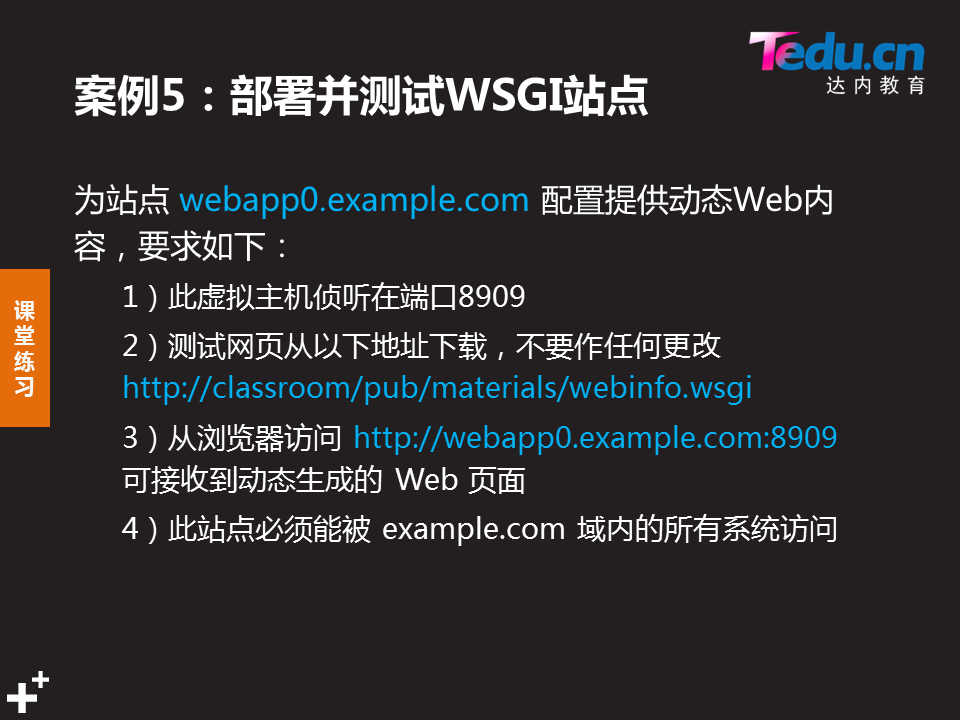 Tedu.cn
达内教育
案例5：部署并测试WSGI站点
为站点 webapp0.example.com 配置提供动态Web内
容，要求如下：
1）此虚拟主机侦听在端口8909
2）测试网页从以下地址下载，不要作任何更改
http://classroom/pub/materials/webinfo.wsgi
3）从浏览器访问 http://webapp0.example.com:8909
可接收到动态生成的 Web 页面
4）此站点必须能被 example.com 域内的所有系统访问
课
堂
练
习